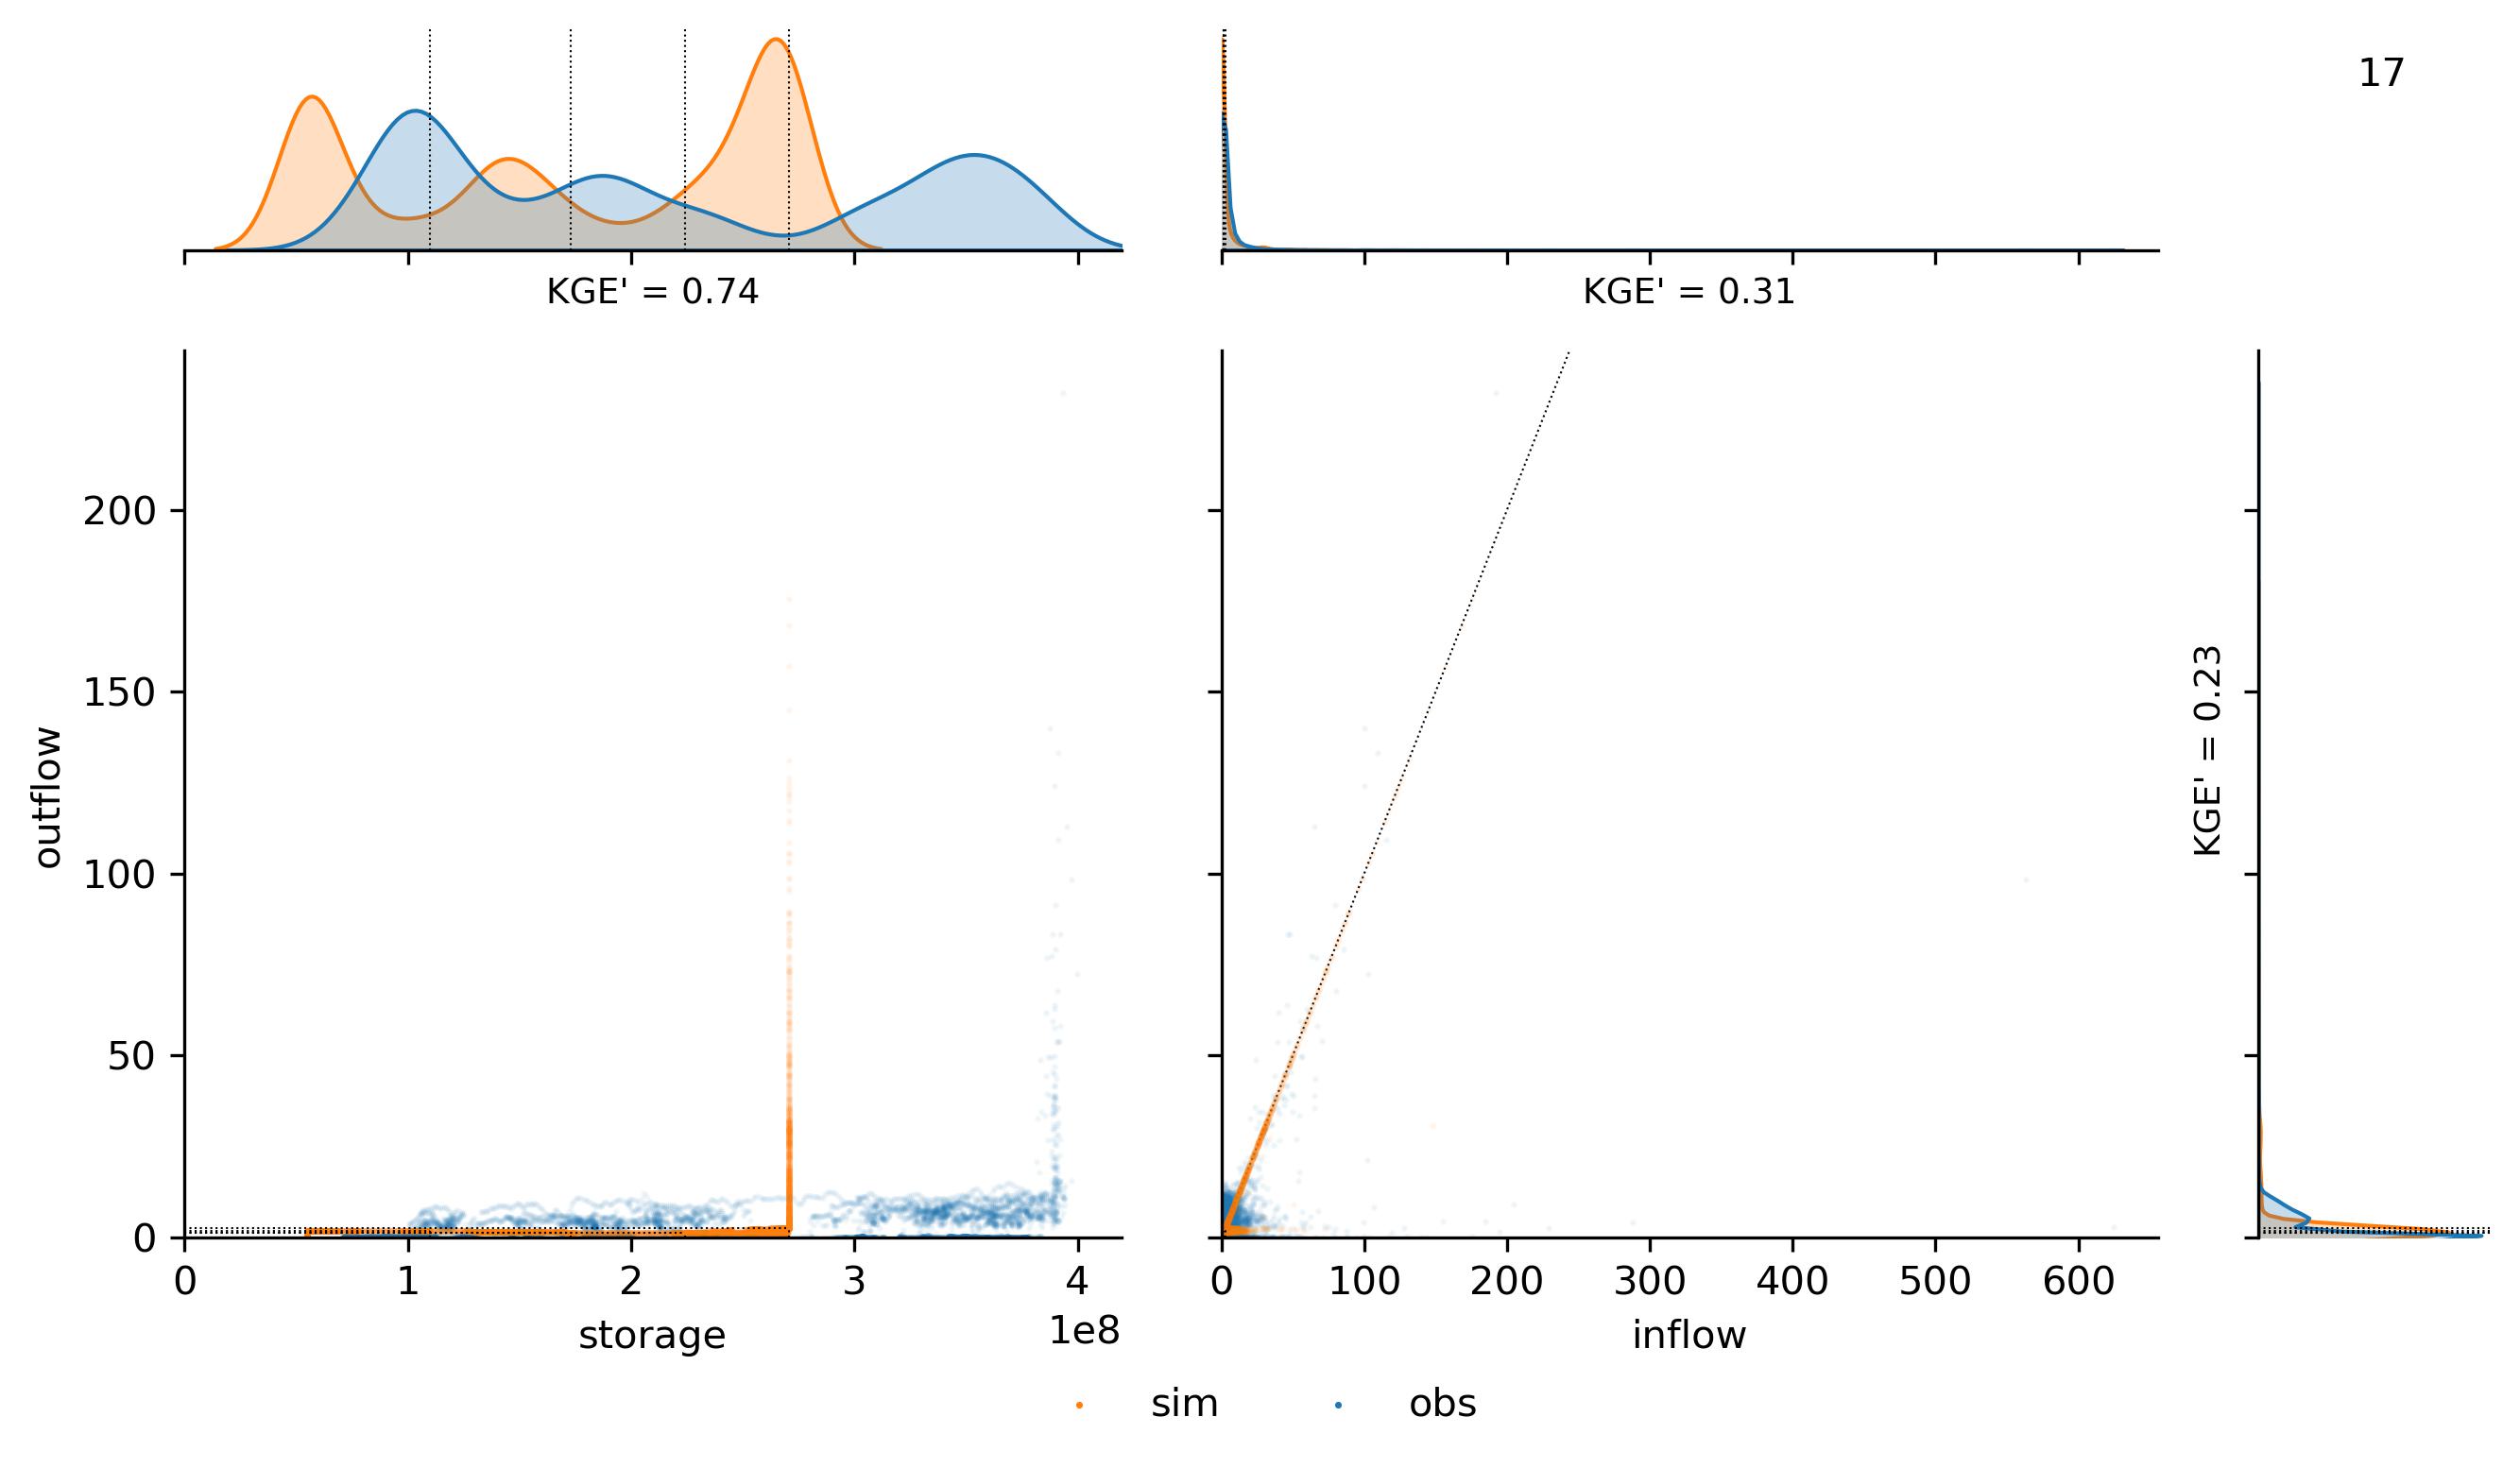 17
KGE' = 0.74
KGE' = 0.31
outflow
200
150
100
50
0
KGE' = 0.23
0 1 2 3 4
1e8
storage
0 100 200 300 400 500 600
inflow
sim obs